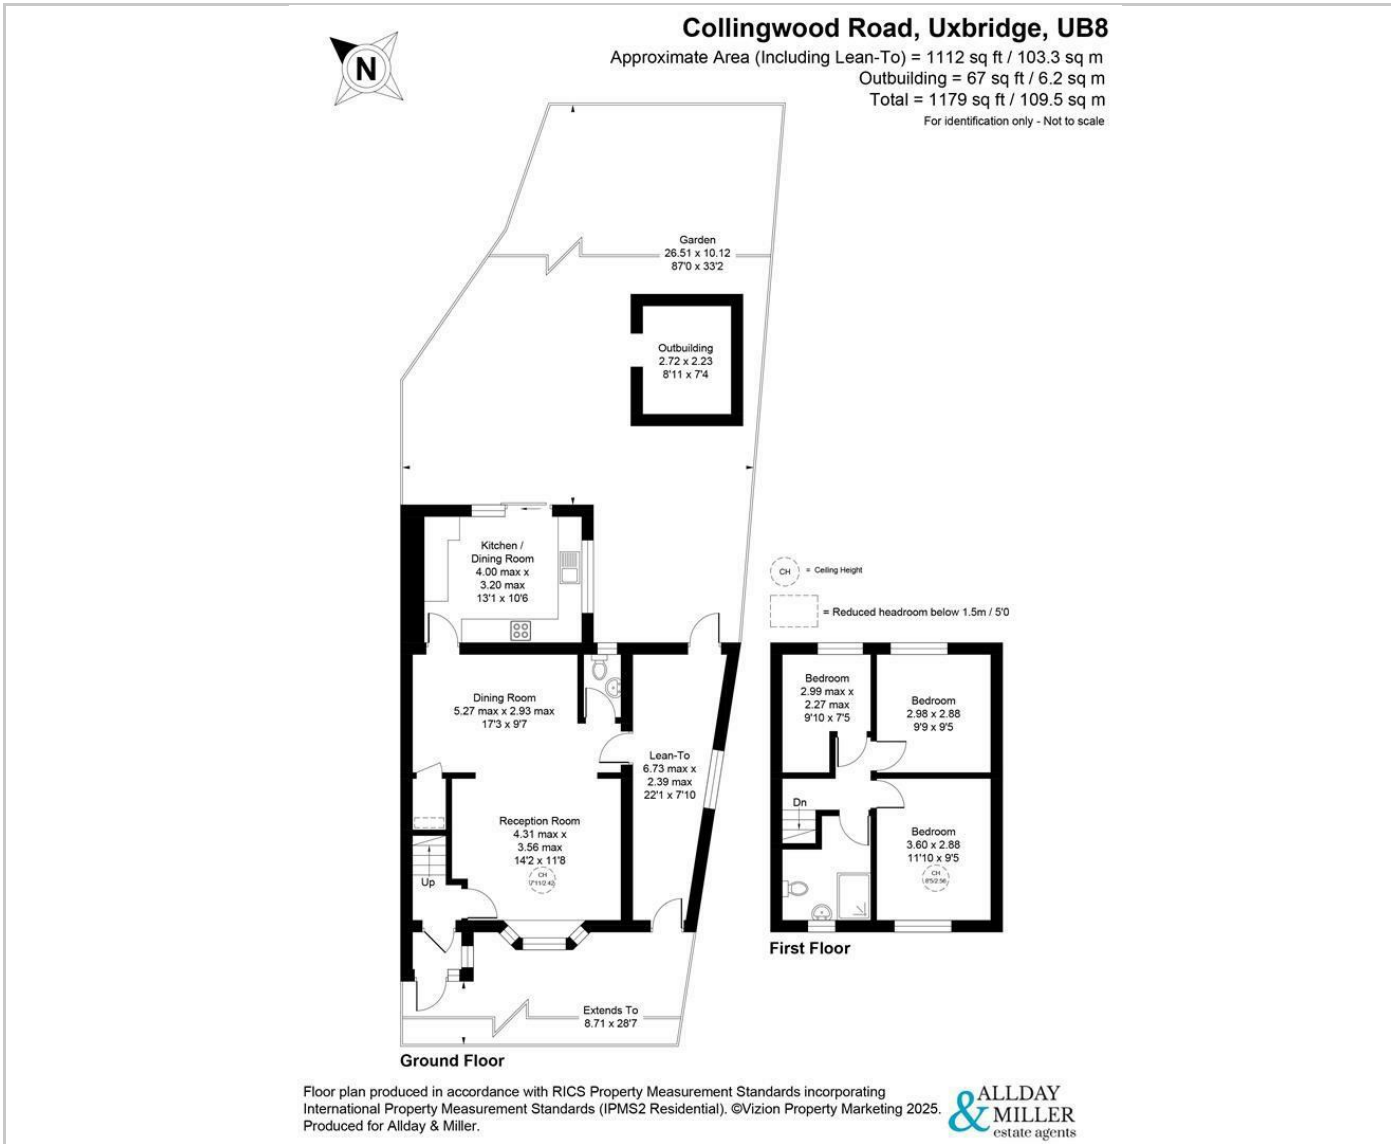 Collingwood Road, Uxbridge, UB8
Approximate Area (Including Lean-To) = 1112 sq ft / 103.3 sq m
Outbuilding = 67 sq ft / 6.2 sq m
Total = 1179 sq ft / 109.5 sq m
For identification only - Not to scale
N
Garden
26.51 x 10.12
87'0 x 33'2
Outbuilding
2.72 x 2.23
8'11 x 7'4
Kitchen /
Dining Room
4.00 max x
3.20 max
13'1 x 10'6
CH = Ceiling Height
= Reduced headroom below 1.5m / 5'0
Dining Room
5.27 max x 2.93 max
17'3 x 9'7
Lean-To
6.73 max x
2.39 max
22'1 x 7'10
Reception Room
4.31 max x
3.56 max
14'2 x 11'8
CH
7'11/2.42
Up
Extends To
8.71 x 28'7
Ground Floor
Bedroom
2.99 max x
2.27 max
9'10 x 7'5
Bedroom
2.98 x 2.88
9'9 x 9'5
Dn
Bedroom
3.60 x 2.88
11'10 x 9'5
CH
8'5/2.56
First Floor
Floor plan produced in accordance with RICS Property Measurement Standards incorporating
International Property Measurement Standards (IPMS2 Residential). ©Vizion Property Marketing 2025.
Produced for Allday & Miller.
ALLDAY
& MILLER
estate agents